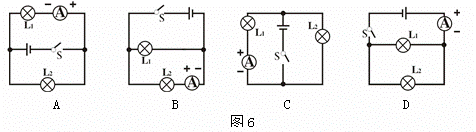 L₁ − A +
S
L₂
A
S
L₁
+ −
L₂ A
B
L₁ L₂
A
+
−
S
C
A
+
−
S
L₁
L₂
D
图6